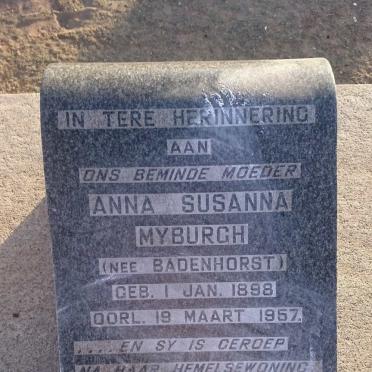 IN TERE HERINNERING
AAN
ONS BEMINDE MOEDER
ANNA SUSANNA
MYBURGH
(NEE BADENHORST)
GEB. 1 JAN. 1898
OORL. 19 MAART 1957.
.... EN SY IS GEROEP
NA HAAR HEMELSEWONING